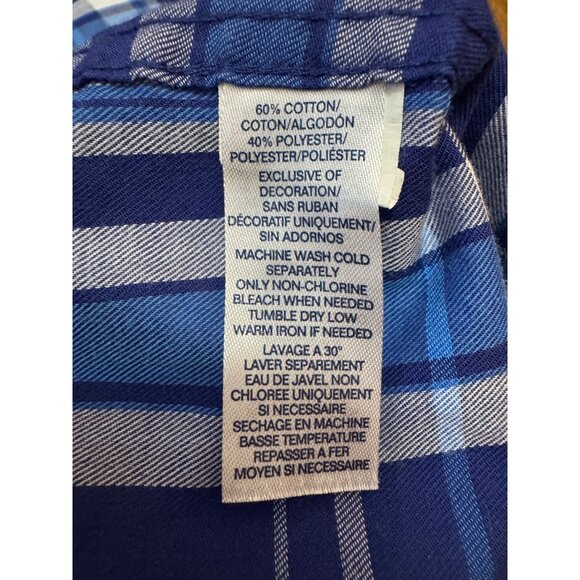 60% COTTON/
COTON/ALGODÓN
40% POLYESTER/
POLYESTER/POLIÉSTER
EXCLUSIVE OF
DECORATION/
SANS RUBAN
DÉCORATIF UNIQUEMENT/
SIN ADORNOS
MACHINE WASH COLD
SEPARATELY
ONLY NON-CHLORINE
BLEACH WHEN NEEDED
TUMBLE DRY LOW
WARM IRON IF NEEDED
LAVAGE A 30°
LAVER SEPAREMENT
EAU DE JAVEL NON
CHLOREE UNIQUEMENT
SI NECESSAIRE
SECHAGE EN MACHINE
BASSE TEMPERATURE
REPASSER A FER
MOYEN SI NECESSAIRE